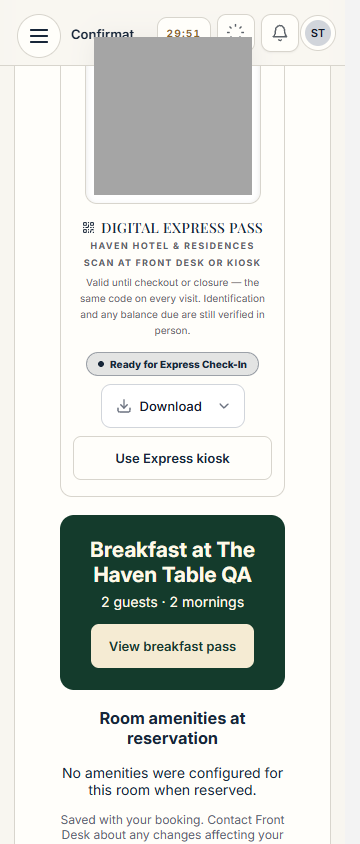 Confirmat
29:51
ST
DIGITAL EXPRESS PASS
HAVEN HOTEL & RESIDENCES
SCAN AT FRONT DESK OR KIOSK
Valid until checkout or closure — the
same code on every visit. Identification
and any balance due are still verified in
person.
Ready for Express Check-In
Download
Use Express kiosk
Breakfast at The
Haven Table QA
2 guests · 2 mornings
View breakfast pass
Room amenities at
reservation
No amenities were configured for
this room when reserved.
Saved with your booking. Contact Front
Desk about any changes affecting your